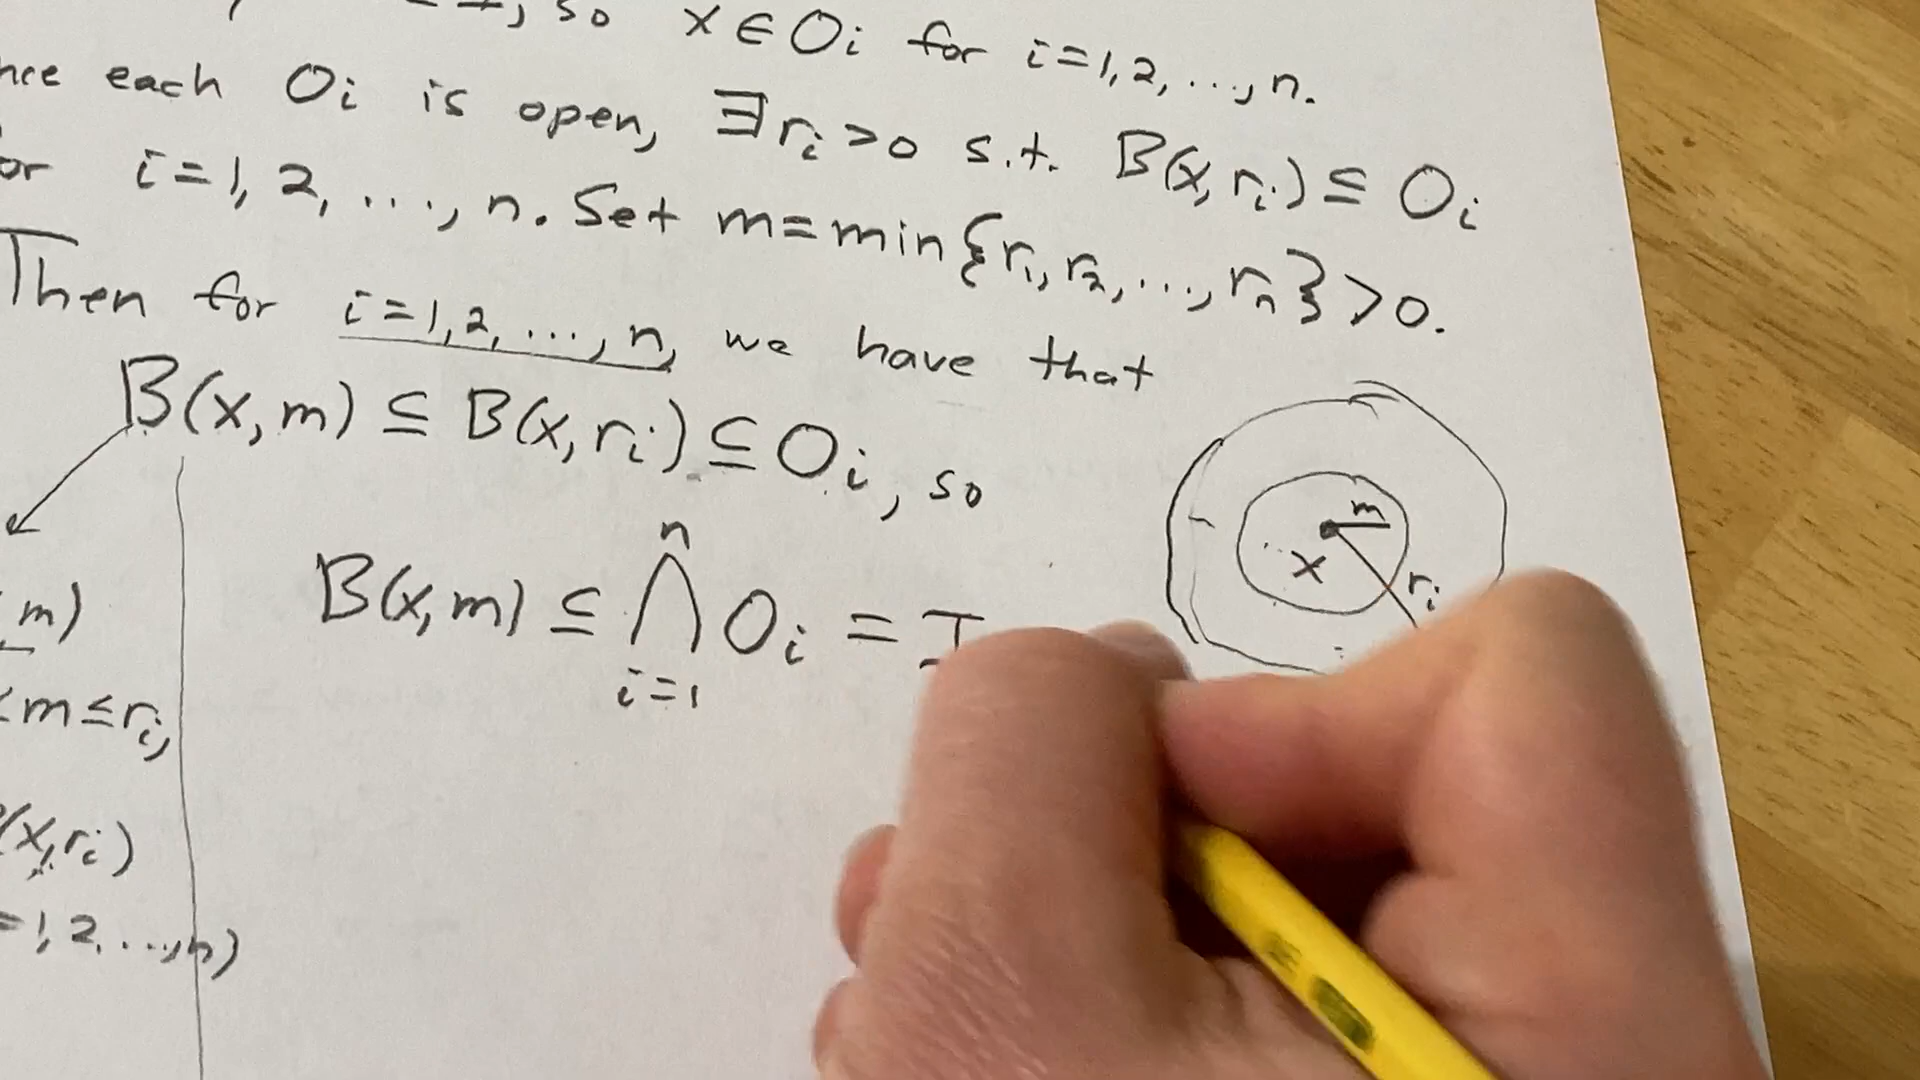 so x ∈ Oi for i=1,2,...,n.
each Oi is open, ∃ri>0 s.t. B(x,ri) ⊆ Oi
i=1,2,...,n. Set m=min{r1,r2,...,rn}>0.
Then for i=1,2,...,n, we have that
B(x,m) ⊆ B(x,ri) ⊆ Oi, so
n
B(x,m) ⊆ ⋂ Oi = I
i=1
m
x
ri
m)
<m≤ri,
(x,ri)
=1,2,...,n)